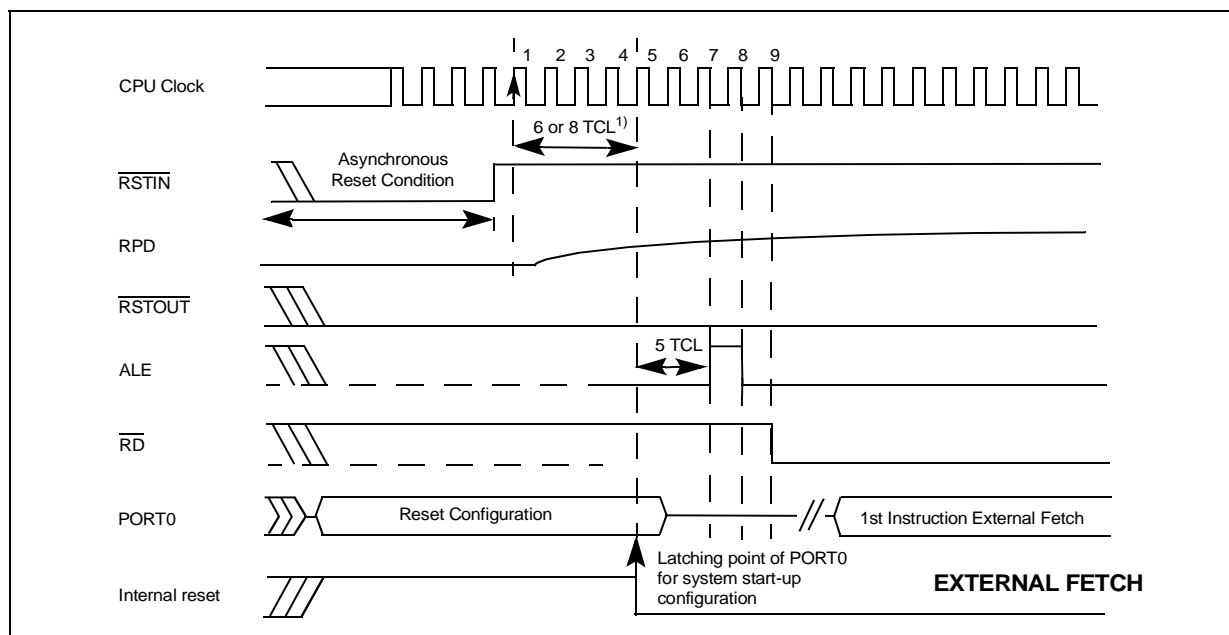 1 2 3 4 5 6 7 8 9
CPU Clock
6 or 8 TCL1)
Asynchronous
Reset Condition
RSTIN
RPD
RSTOUT
5 TCL
ALE
RD
PORT0
Reset Configuration
1st Instruction External Fetch
Latching point of PORT0
for system start-up
configuration
EXTERNAL FETCH
Internal reset